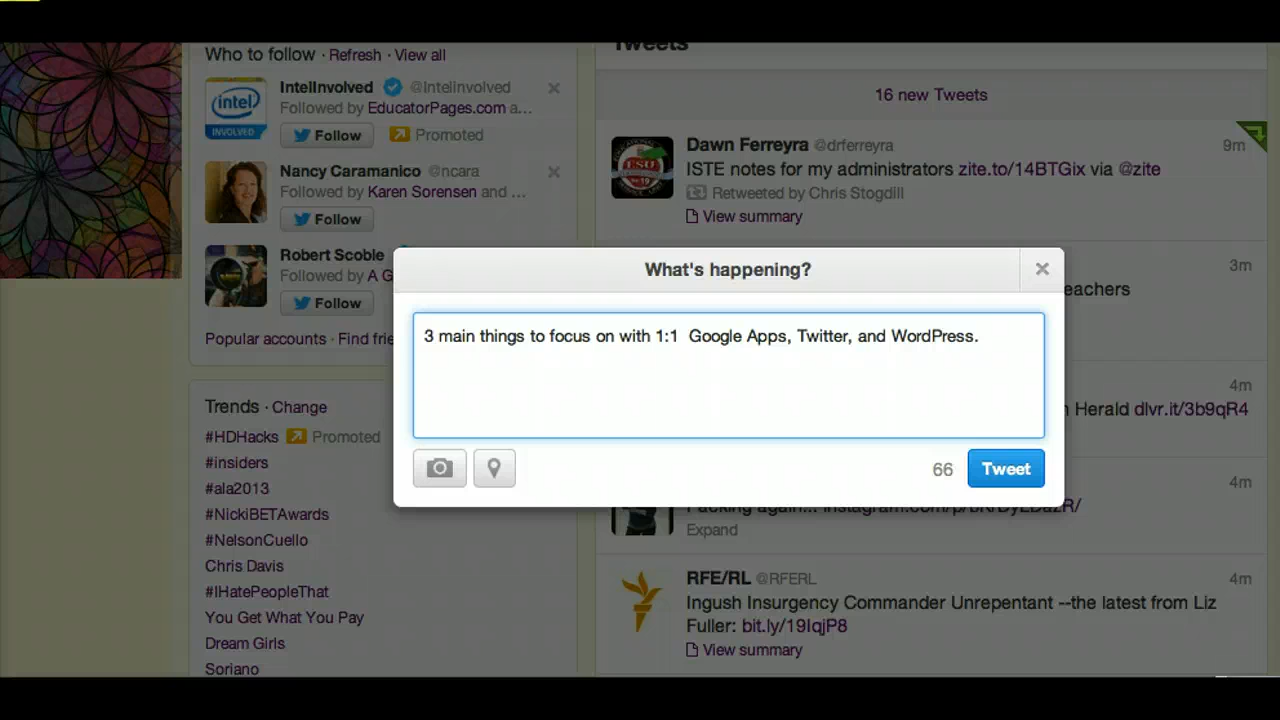 Who to follow · Refresh · View all
IntelInvolved @IntelInvolved
Followed by EducatorPages.com a...
Follow Promoted
intel
INVOLVED
Nancy Caramanico @ncara
Followed by Karen Sorensen and ...
Follow
Robert Scoble
Followed by A G
Follow
Popular accounts · Find frie
Trends · Change
#HDHacks Promoted
#insiders
#ala2013
#NickiBETAwards
#NelsonCuello
Chris Davis
#IHatePeopleThat
You Get What You Pay
Dream Girls
Soriano
Tweets
16 new Tweets
Dawn Ferreyra @drferreyra 9m
ISTE notes for my administrators zite.to/14BTGix via @zite
Retweeted by Chris Stogdill
View summary
3m
eachers
4m
n Herald dlvr.it/3b9qR4
4m
Expand
RFE/RL @RFERL 4m
Ingush Insurgency Commander Unrepentant --the latest from Liz
Fuller: bit.ly/19IqjP8
View summary
What's happening?
3 main things to focus on with 1:1  Google Apps, Twitter, and WordPress.
66 Tweet